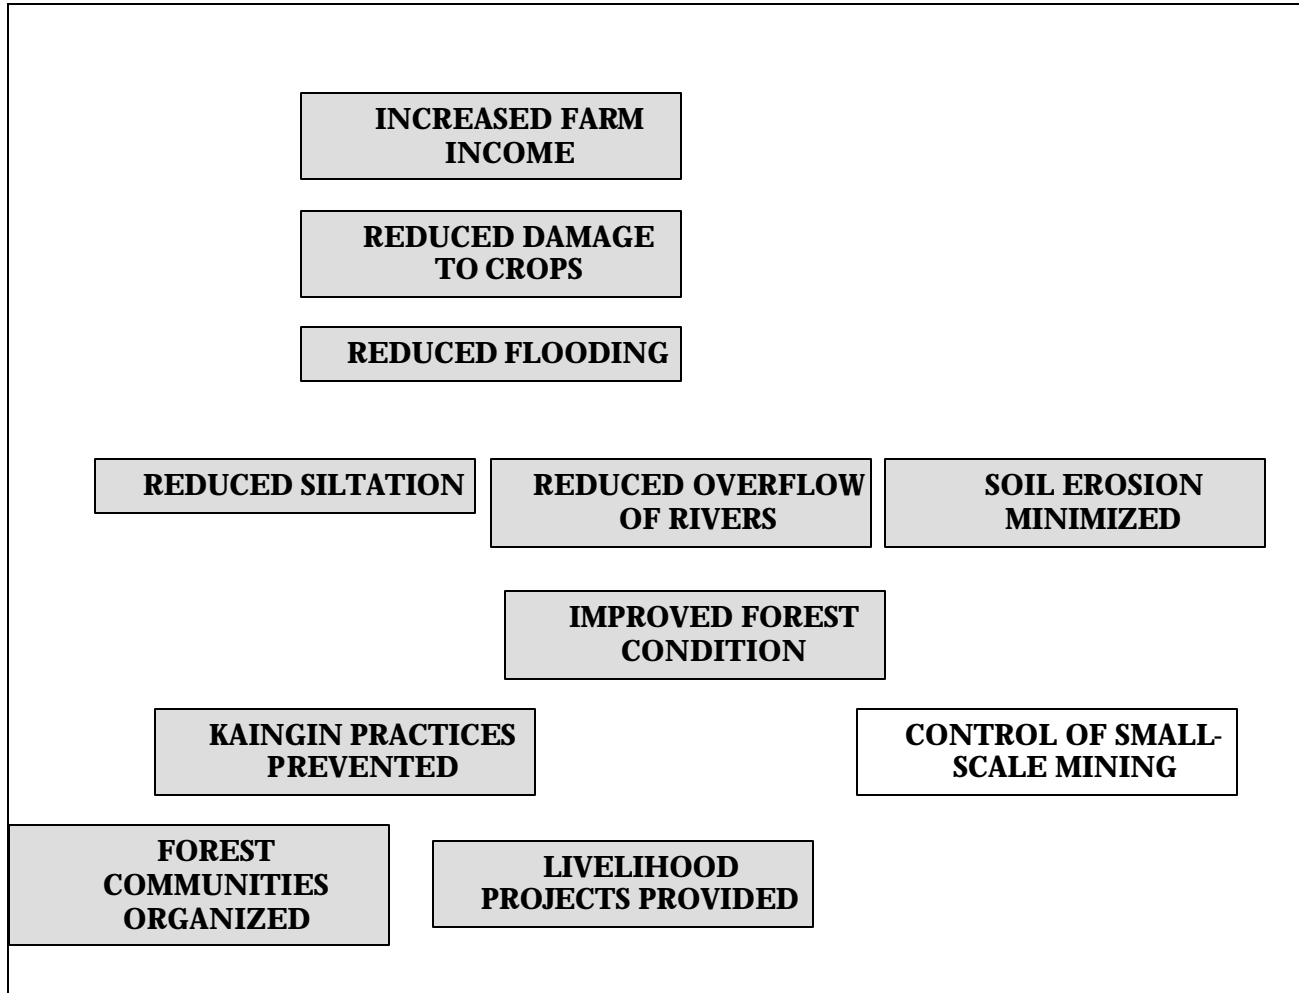 INCREASED FARM
INCOME
REDUCED DAMAGE
TO CROPS
REDUCED FLOODING
REDUCED SILTATION
REDUCED OVERFLOW
OF RIVERS
SOIL EROSION
MINIMIZED
IMPROVED FOREST
CONDITION
KAINGIN PRACTICES
PREVENTED
CONTROL OF SMALL-
SCALE MINING
FOREST
COMMUNITIES
ORGANIZED
LIVELIHOOD
PROJECTS PROVIDED